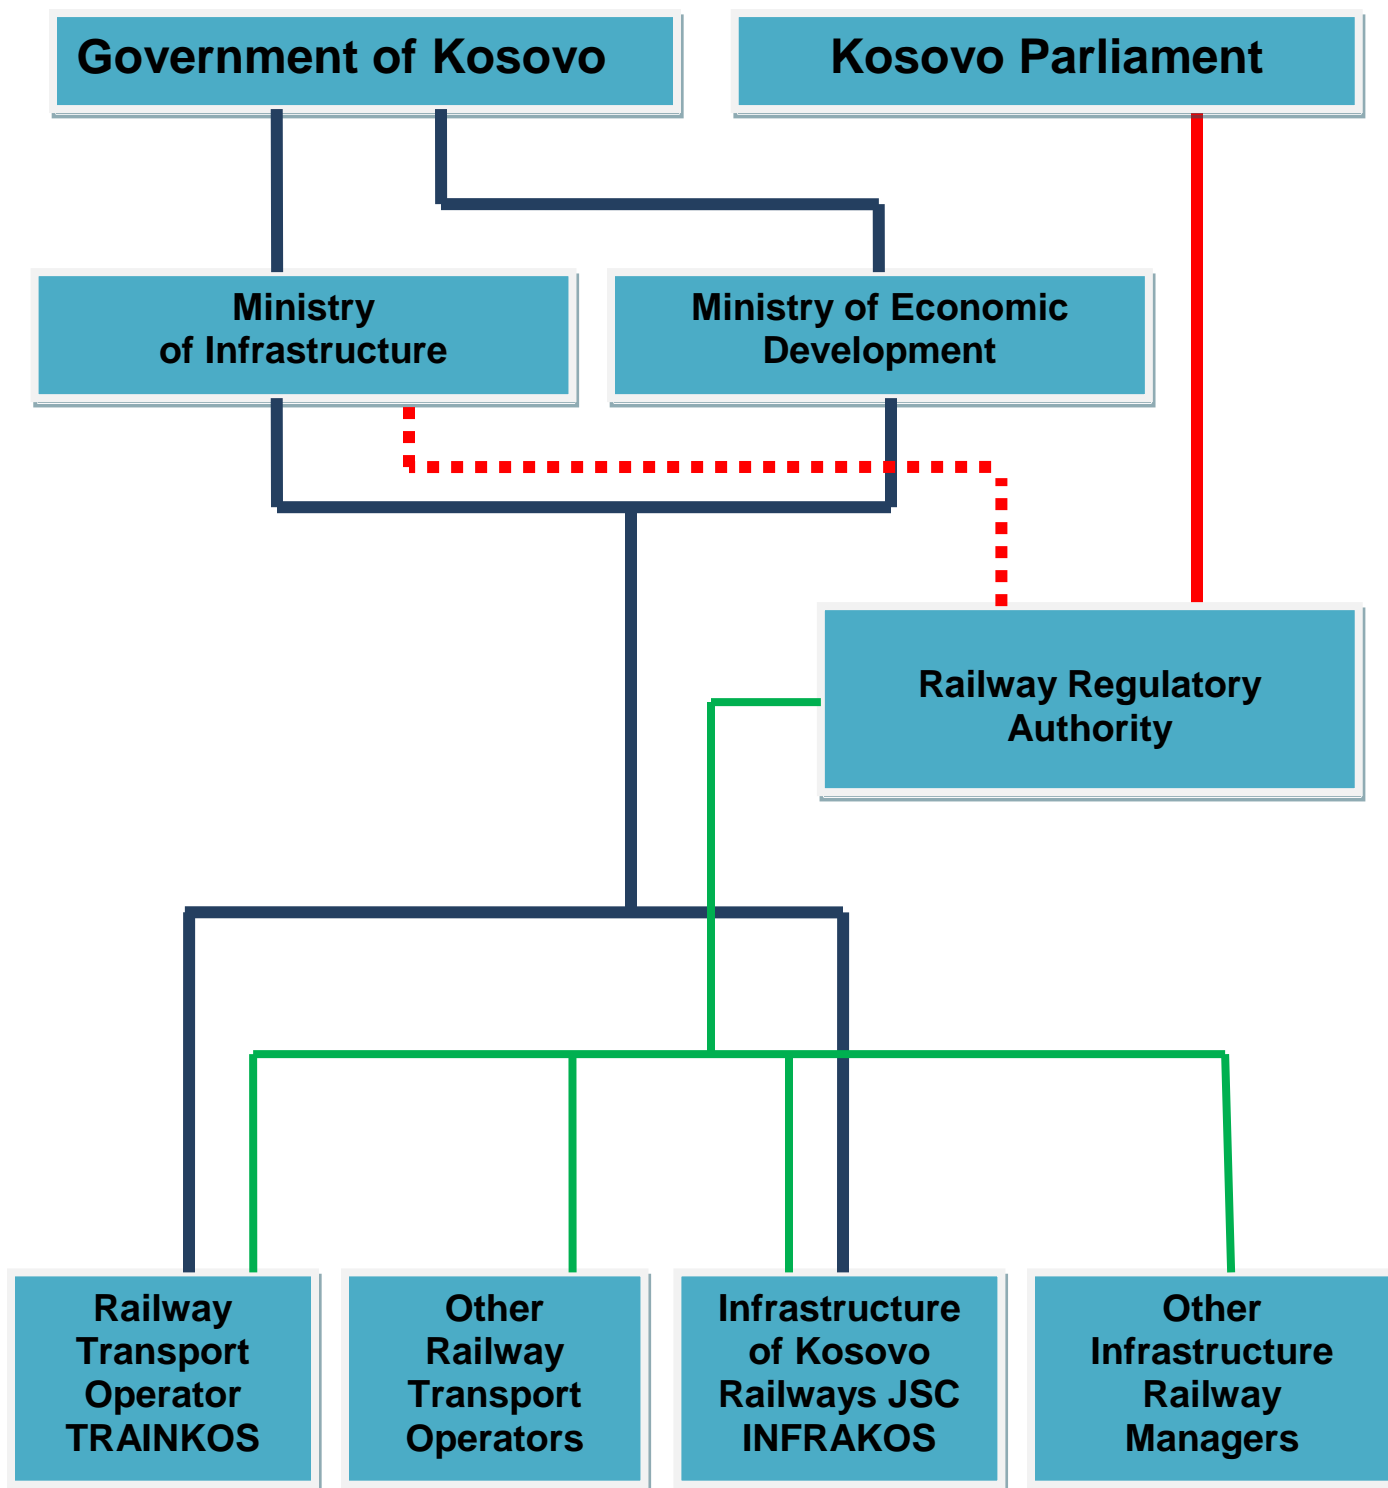 Government of Kosovo
Kosovo Parliament
Ministry
of Infrastructure
Ministry of Economic
Development
Railway Regulatory
Authority
Railway
Transport
Operator
TRAINKOS
Other
Railway
Transport
Operators
Infrastructure
of Kosovo
Railways JSC
INFRAKOS
Other
Infrastructure
Railway
Managers